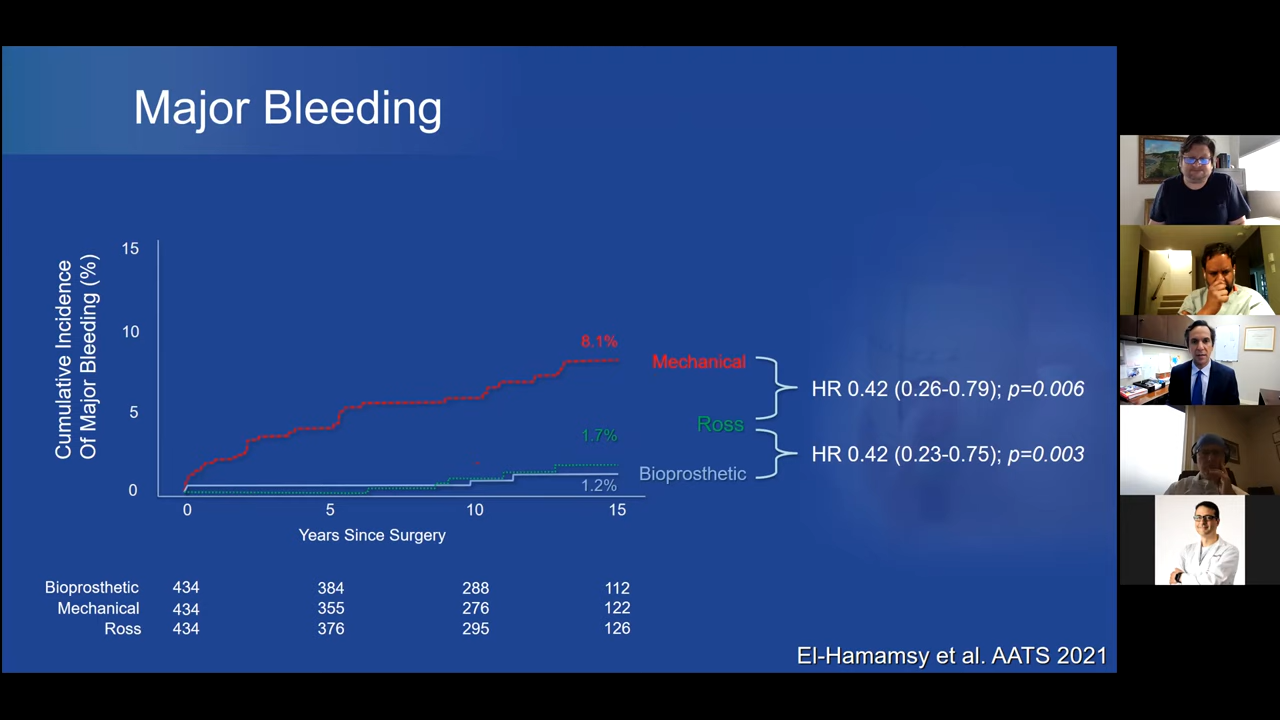 Major Bleeding
Cumulative Incidence
Of Major Bleeding (%)
15
10
5
0
8.1%
1.7%
1.2%
0 5 10 15
Years Since Surgery
Mechanical
Ross
Bioprosthetic
HR 0.42 (0.26-0.79); p=0.006
HR 0.42 (0.23-0.75); p=0.003
Bioprosthetic 434 384 288 112
Mechanical 434 355 276 122
Ross 434 376 295 126
El-Hamamsy et al. AATS 2021